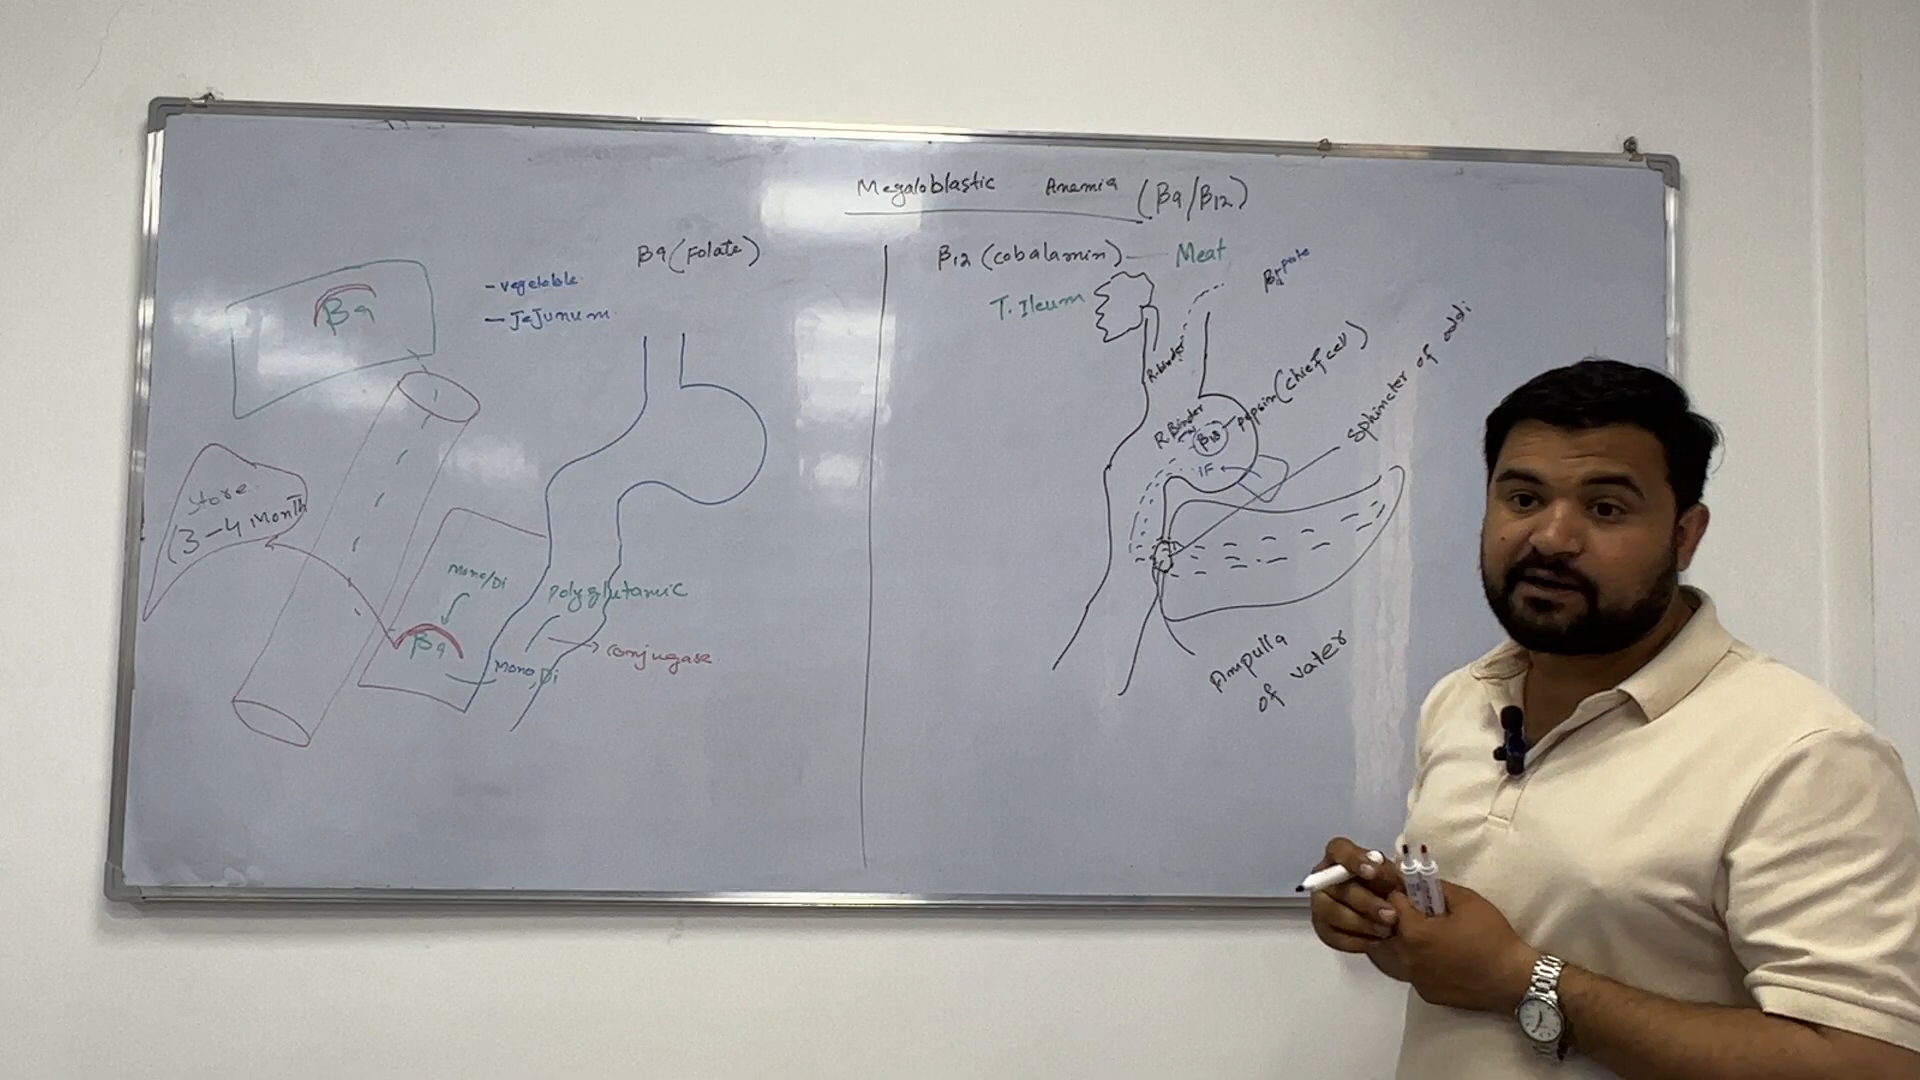 Megaloblastic Anemia (B9/B12)
B9 (Folate)
- vegetable
- Jejunum
B9
Store
3-4 Month
Mono/Di
B9
Polyglutamic
Conjugase
Mono, Di
B12 (cobalamin) - Meat
T. Ileum
R. binder
R. Binder
pepsin (chief cell)
IF
Sphincter of oddi
Ampulla
of vater